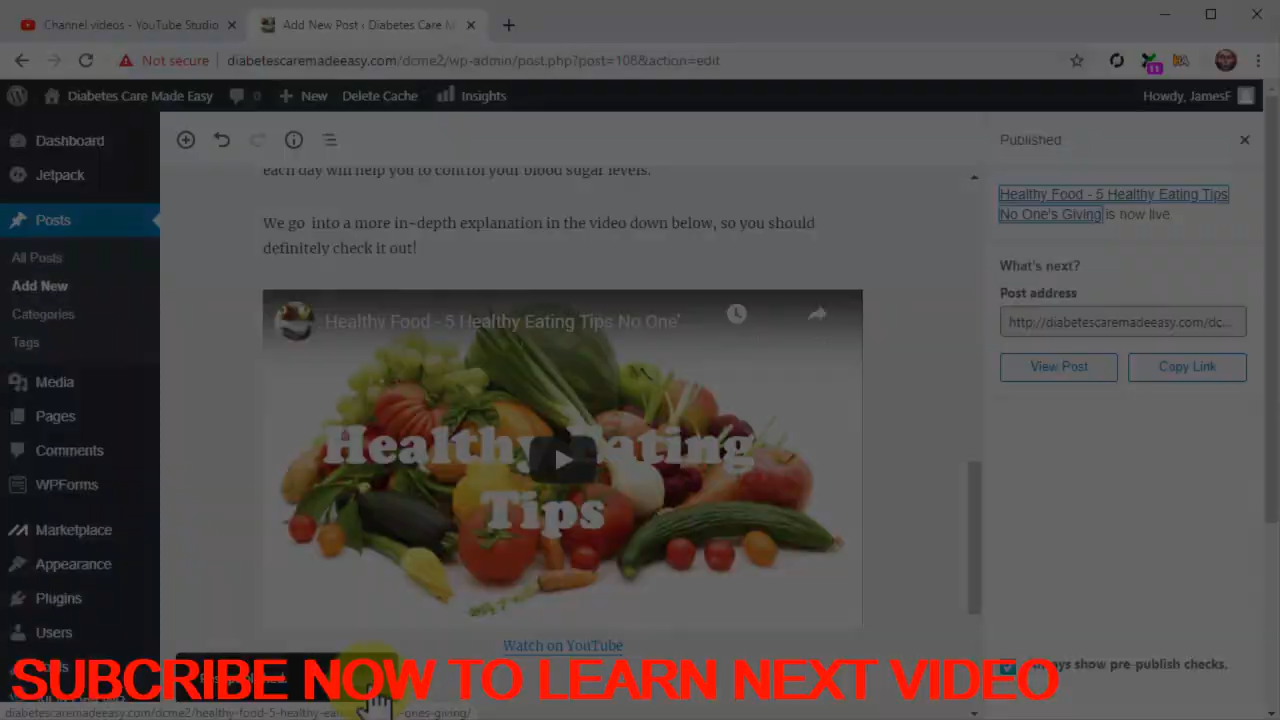 Channel videos - YouTube Studio
Add New Post ‹ Diabetes Care M
Not secure
diabetescaremadeeasy.com/dcme2/wp-admin/post.php?post=1088&action=edit
11
Diabetes Care Made Easy
0
New
Delete Cache
Insights
Howdy, JamesF
Dashboard
Jetpack
Posts
All Posts
Add New
Categories
Tags
Media
Pages
Comments
WPForms
Marketplace
Appearance
Plugins
Users
each day will help you to control your blood sugar levels.
We go into a more in-depth explanation in the video down below, so you should
definitely check it out!
Healthy Food - 5 Healthy Eating Tips No One'
Healthy Eating
Tips
Watch on YouTube
Published
Healthy Food - 5 Healthy Eating Tips
No One's Giving is now live.
What's next?
Post address
http://diabetescaremadeeasy.com/dc...
View Post
Copy Link
show pre-publish checks.
SUBCRIBE NOW TO LEARN NEXT VIDEO